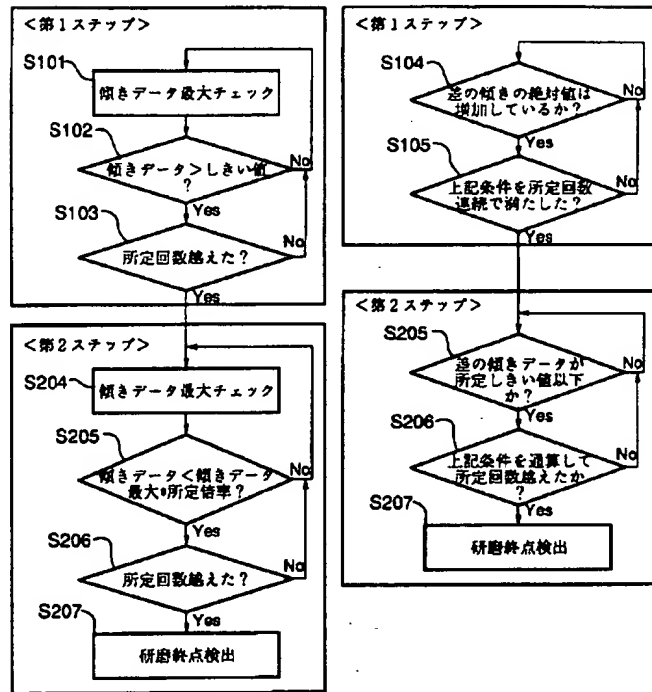 <第1ステップ>
S101
傾きデータ最大チェック
S102
傾きデータ>しきい値
?
No
Yes
S103
所定回数越えた?
No
Yes
<第2ステップ>
S204
傾きデータ最大チェック
S205
傾きデータ<傾きデータ
最大*所定倍率?
No
Yes
S206
所定回数越えた?
No
Yes
S207
研磨終点検出
<第1ステップ>
S104
差の傾きの絶対値は
増加しているか?
No
Yes
S105
上記条件を所定回数
連続で満たした?
No
Yes
<第2ステップ>
S205
差の傾きデータが
所定しきい値以下
か?
No
Yes
S206
上記条件を通算して
所定回数越えたか
?
No
Yes
S207
研磨終点検出